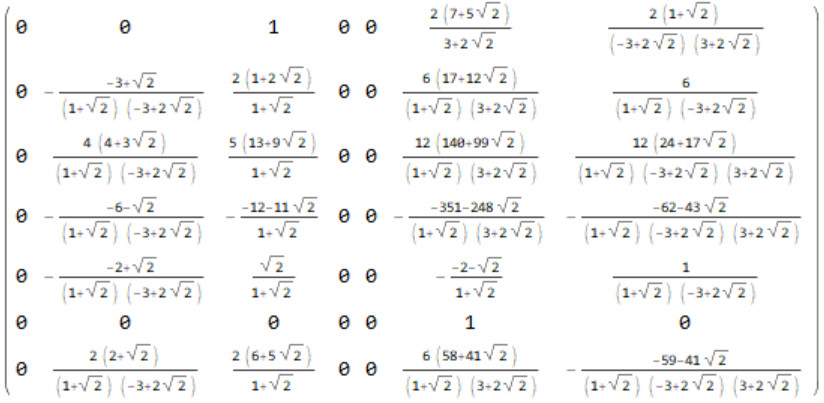 0 0 1 0 0 2 (7+5√2)/(3+2√2) 2 (1+√2)/((-3+2√2) (3+2√2))
0 -(-3+√2)/((1+√2) (-3+2√2)) 2 (1+2√2)/(1+√2) 0 0 6 (17+12√2)/((1+√2) (3+2√2)) 6/((1+√2) (-3+2√2))
0 4 (4+3√2)/((1+√2) (-3+2√2)) 5 (13+9√2)/(1+√2) 0 0 12 (140+99√2)/((1+√2) (3+2√2)) 12 (24+17√2)/((1+√2) (-3+2√2) (3+2√2))
0 -(-6-√2)/((1+√2) (-3+2√2)) -(-12-11√2)/(1+√2) 0 0 -(-351-248√2)/((1+√2) (3+2√2)) -(-62-43√2)/((1+√2) (-3+2√2) (3+2√2))
0 -(-2+√2)/((1+√2) (-3+2√2)) √2/(1+√2) 0 0 -(-2-√2)/(1+√2) 1/((1+√2) (-3+2√2))
0 0 0 0 0 1 0
0 2 (2+√2)/((1+√2) (-3+2√2)) 2 (6+5√2)/(1+√2) 0 0 6 (58+41√2)/((1+√2) (3+2√2)) -(-59-41√2)/((1+√2) (-3+2√2) (3+2√2))